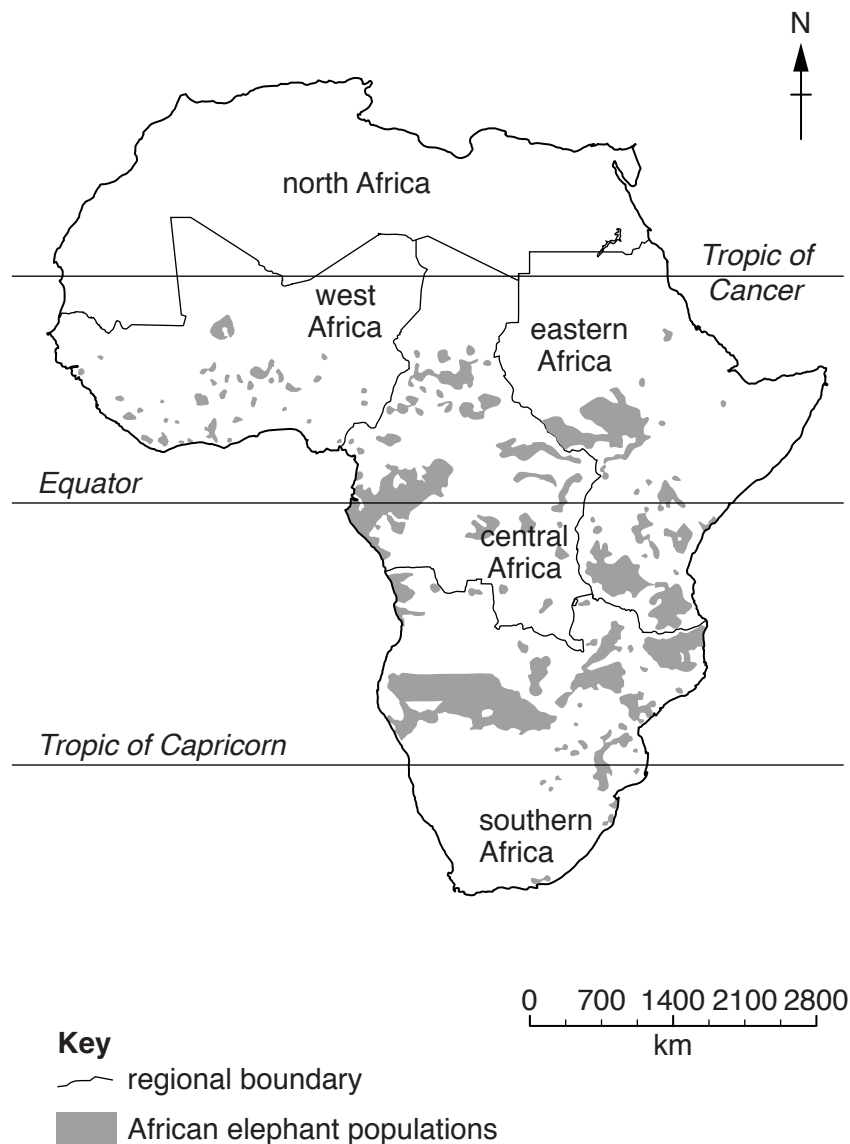 N
north Africa
Tropic of
Cancer
west
Africa
eastern
Africa
Equator
central
Africa
Tropic of Capricorn
southern
Africa
0 700 1400 2100 2800
km
Key
regional boundary
African elephant populations